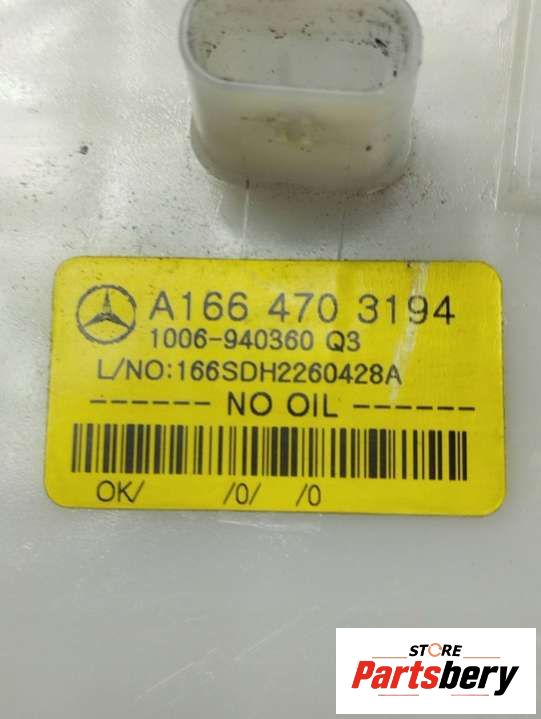 A166 470 3194
1006-940360 Q3
L/NO:166SDH2260428A
------ NO OIL ------
OK/ /0/ /0
STORE
Partsbery